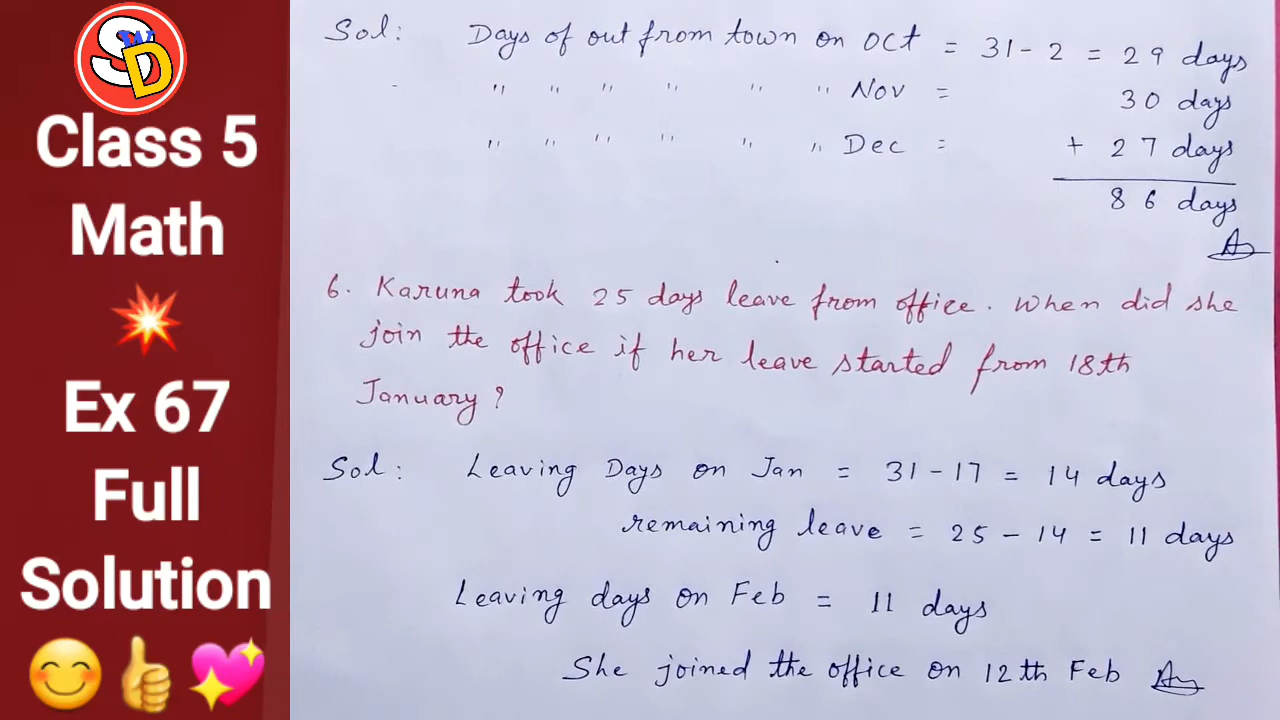 SD
W
Class 5
Math
Ex 67
Full
Solution
Sol: Days of out from town on Oct = 31 - 2 = 29 days
" " " " " " Nov = 30 days
" " " " " " Dec = + 27 days
86 days
6. Karuna took 25 days leave from office. When did she
join the office if her leave started from 18th
January?
Sol: Leaving Days on Jan = 31 - 17 = 14 days
remaining leave = 25 - 14 = 11 days
Leaving days on Feb = 11 days
She joined the office on 12th Feb